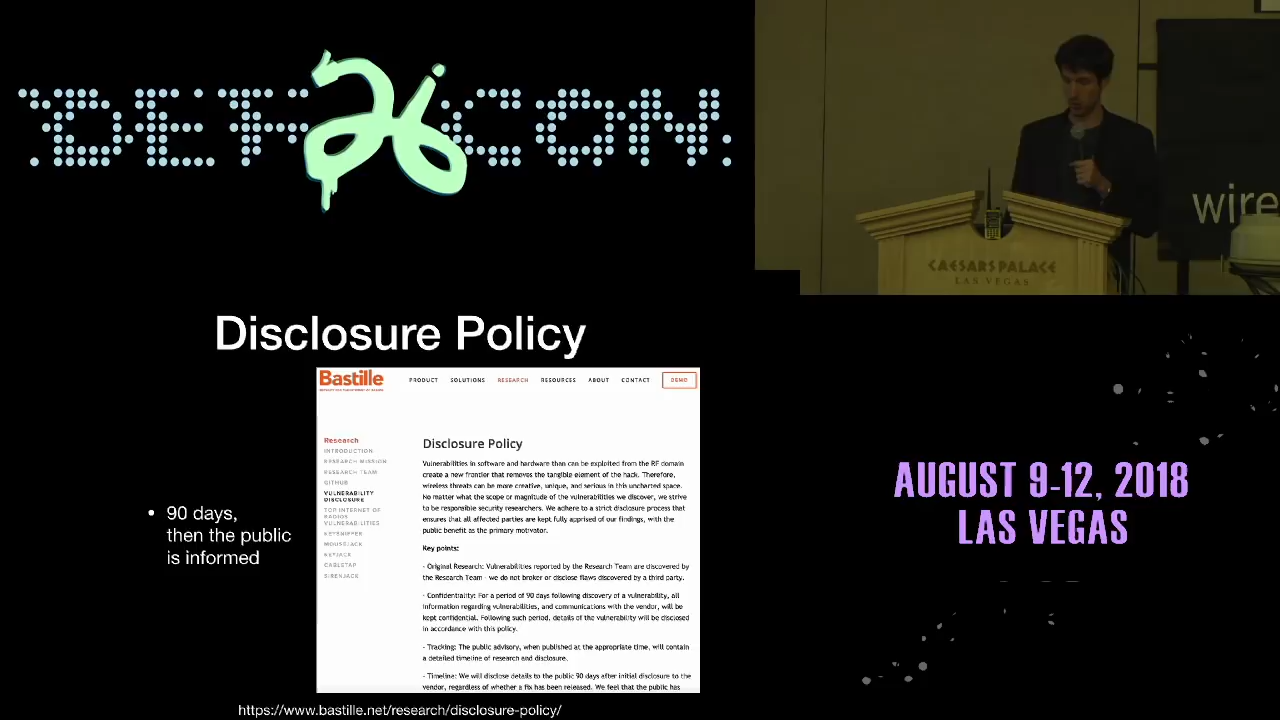 DEF 26 CON
wire
CAESARS PALACE
LAS VEGAS
Disclosure Policy
Bastille
PRODUCT SOLUTIONS RESEARCH RESOURCES ABOUT CONTACT DEMO
Research
INTRODUCTION
RESEARCH MISSION
RESEARCH TEAM
GITHUB
VULNERABILITY
DISCLOSURE
TOP INTERNET OF
RADIOS
VULNERABILITIES
KEYSNIFFER
MOUSEJACK
KEYJACK
CABLETAP
SIRENJACK
Disclosure Policy
Vulnerabilities in software and hardware than can be exploited from the RF domain
create a new frontier that removes the tangible element of the hack. Therefore,
wireless threats can be more creative, unique, and serious in this uncharted space.
No matter what the scope or magnitude of the vulnerabilities we discover, we strive
to be responsible security researchers. We adhere to a strict disclosure process that
ensures that all affected parties are kept fully apprised of our findings, with the
public benefit as the primary motivator.
Key points:
- Original Research: Vulnerabilities reported by the Research Team are discovered by
the Research Team - we do not broker or disclose flaws discovered by a third party.
- Confidentiality: For a period of 90 days following discovery of a vulnerability, all
information regarding vulnerabilities, and communications with the vendor, will be
kept confidential. Following such period, details of the vulnerability will be disclosed
in accordance with this policy.
- Tracking: The public advisory, when published at the appropriate time, will contain
a detailed timeline of research and disclosure.
- Timeline: We will disclose details to the public 90 days after initial disclosure to the
vendor, regardless of whether a fix has been released. We feel that the public has
• 90 days,
then the public
is informed
https://www.bastille.net/research/disclosure-policy/
AUGUST 9-12, 2018
LAS VEGAS